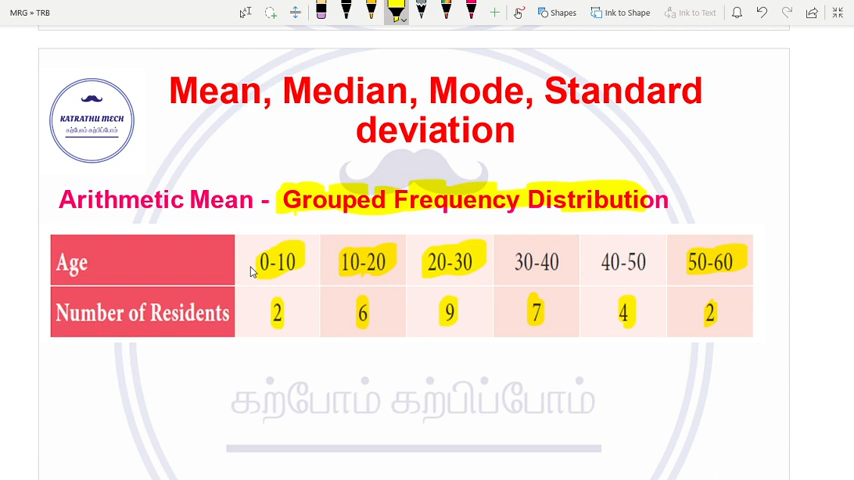 MRG » TRB
Shapes
Ink to Shape
Ink to Text
KATRATHU MECH
கற்போம் கற்பிப்போம்
Mean, Median, Mode, Standard
deviation
Arithmetic Mean - Grouped Frequency Distribution
Age 0-10 10-20 20-30 30-40 40-50 50-60
Number of Residents 2 6 9 7 4 2
கற்போம் கற்பிப்போம்